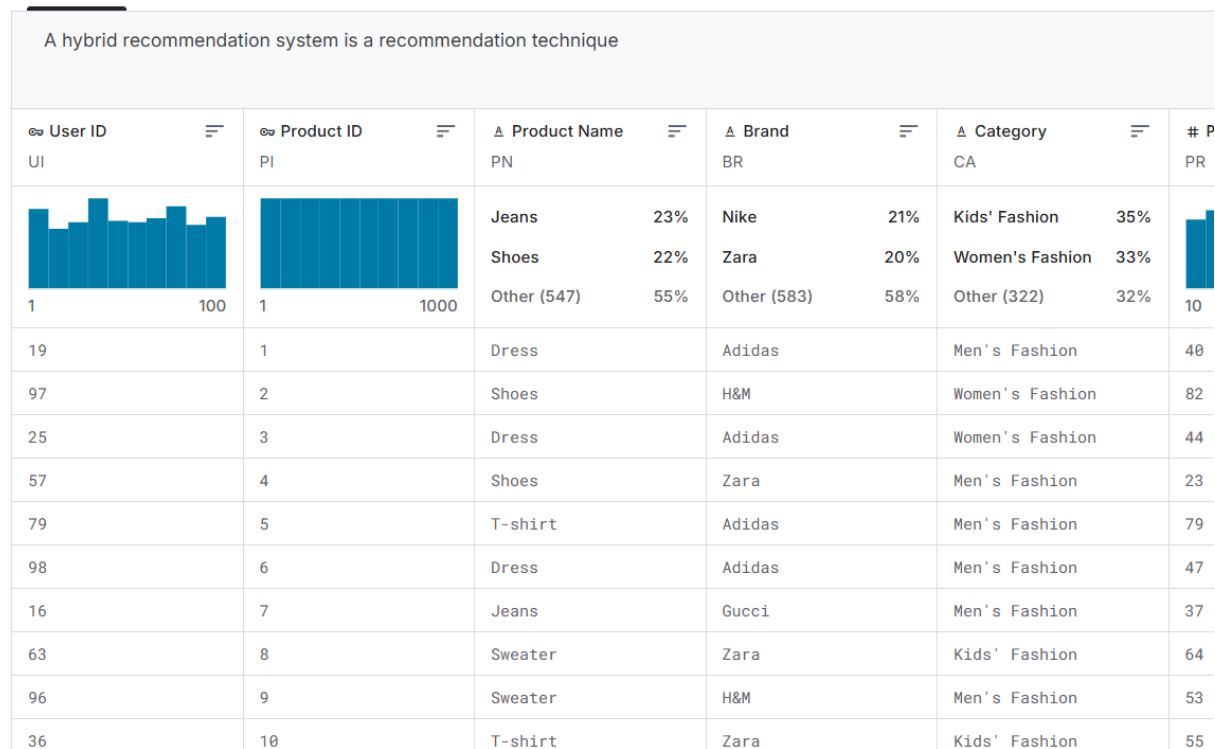 A hybrid recommendation system is a recommendation technique
User ID Product ID Product Name Brand Category # P
UI PI PN BR CA PR
Jeans 23% Nike 21% Kids' Fashion 35%
Shoes 22% Zara 20% Women's Fashion 33%
Other (547) 55% Other (583) 58% Other (322) 32%
1 100 1 1000 10
19 1 Dress Adidas Men's Fashion 40
97 2 Shoes H&M Women's Fashion 82
25 3 Dress Adidas Women's Fashion 44
57 4 Shoes Zara Men's Fashion 23
79 5 T-shirt Adidas Men's Fashion 79
98 6 Dress Adidas Men's Fashion 47
16 7 Jeans Gucci Men's Fashion 37
63 8 Sweater Zara Kids' Fashion 64
96 9 Sweater H&M Men's Fashion 53
36 10 T-shirt Zara Kids' Fashion 55